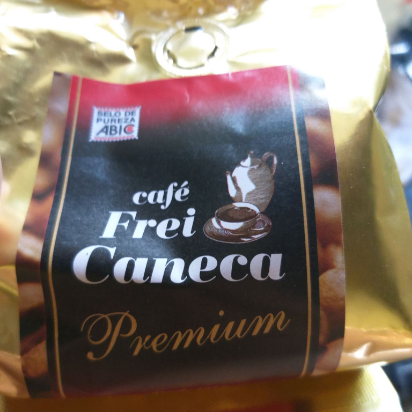 SELO DE
PUREZA
ABIC
café
Frei
Caneca
Premium